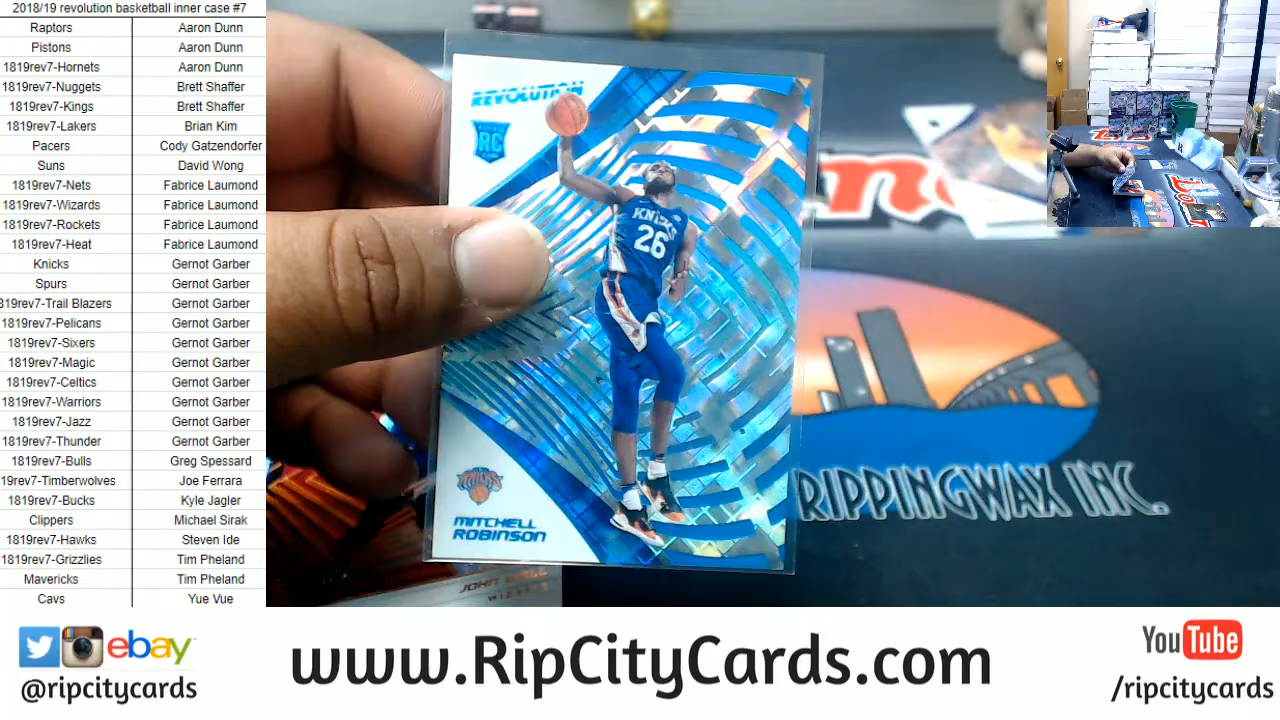 2018/19 revolution basketball inner case #7
Raptors Aaron Dunn
Pistons Aaron Dunn
1819rev7-Hornets Aaron Dunn
1819rev7-Nuggets Brett Shaffer
1819rev7-Kings Brett Shaffer
1819rev7-Lakers Brian Kim
Pacers Cody Gatzendorfer
Suns David Wong
1819rev7-Nets Fabrice Laumond
1819rev7-Wizards Fabrice Laumond
1819rev7-Rockets Fabrice Laumond
1819rev7-Heat Fabrice Laumond
Knicks Gernot Garber
Spurs Gernot Garber
819rev7-Trail Blazers Gernot Garber
1819rev7-Pelicans Gernot Garber
1819rev7-Sixers Gernot Garber
1819rev7-Magic Gernot Garber
1819rev7-Celtics Gernot Garber
1819rev7-Warriors Gernot Garber
1819rev7-Jazz Gernot Garber
1819rev7-Thunder Gernot Garber
1819rev7-Bulls Greg Spessard
19rev7-Timberwolves Joe Ferrara
1819rev7-Bucks Kyle Jagler
Clippers Michael Sirak
1819rev7-Hawks Steven Ide
1819rev7-Grizzlies Tim Pheland
Mavericks Tim Pheland
Cavs Yue Vue
REVOLUTION
RC
KNICKS
26
KNICKS
MITCHELL
ROBINSON
JOHN WALL
RIPPINGWAX INC.
ebay
@ripcitycards
www.RipCityCards.com
YouTube
/ripcitycards